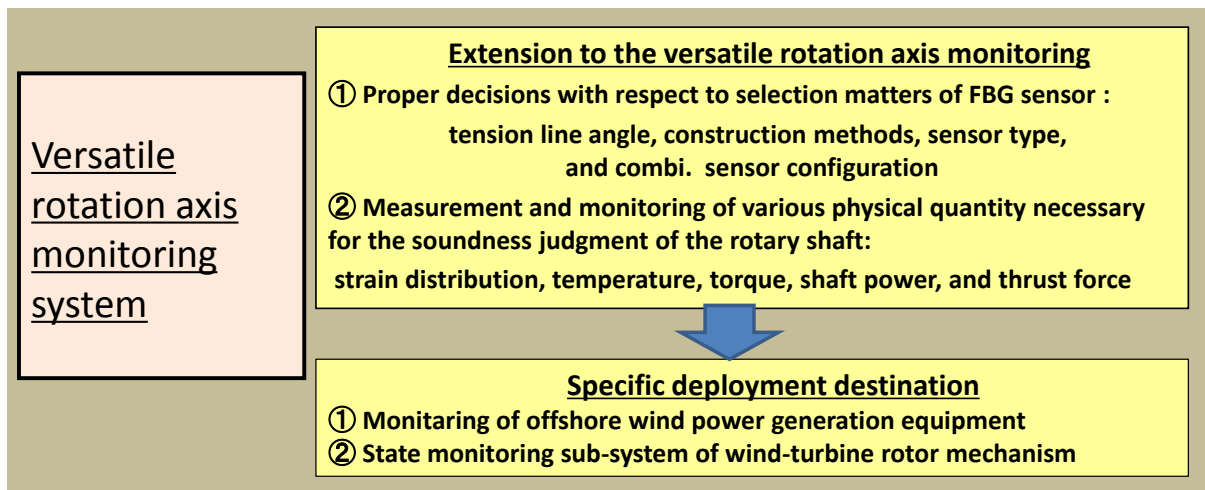 Versatile
rotation axis
monitoring
system
Extension to the versatile rotation axis monitoring
① Proper decisions with respect to selection matters of FBG sensor :
tension line angle, construction methods, sensor type,
and combi. sensor configuration
② Measurement and monitoring of various physical quantity necessary
for the soundness judgment of the rotary shaft:
strain distribution, temperature, torque, shaft power, and thrust force
Specific deployment destination
① Monitaring of offshore wind power generation equipment
② State monitoring sub-system of wind-turbine rotor mechanism